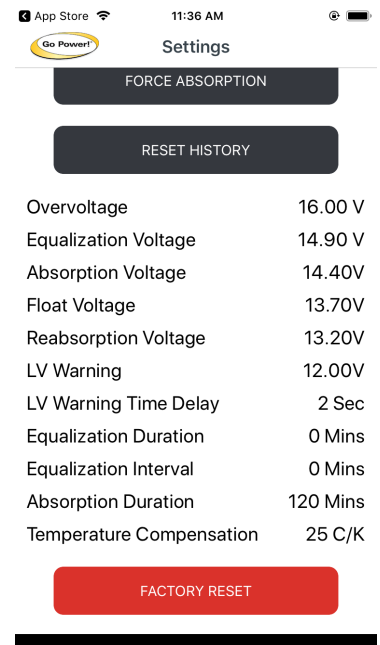 App Store 11:36 AM
Go Power!
Settings
FORCE ABSORPTION
RESET HISTORY
Overvoltage 16.00 V
Equalization Voltage 14.90 V
Absorption Voltage 14.40V
Float Voltage 13.70V
Reabsorption Voltage 13.20V
LV Warning 12.00V
LV Warning Time Delay 2 Sec
Equalization Duration 0 Mins
Equalization Interval 0 Mins
Absorption Duration 120 Mins
Temperature Compensation 25 C/K
FACTORY RESET